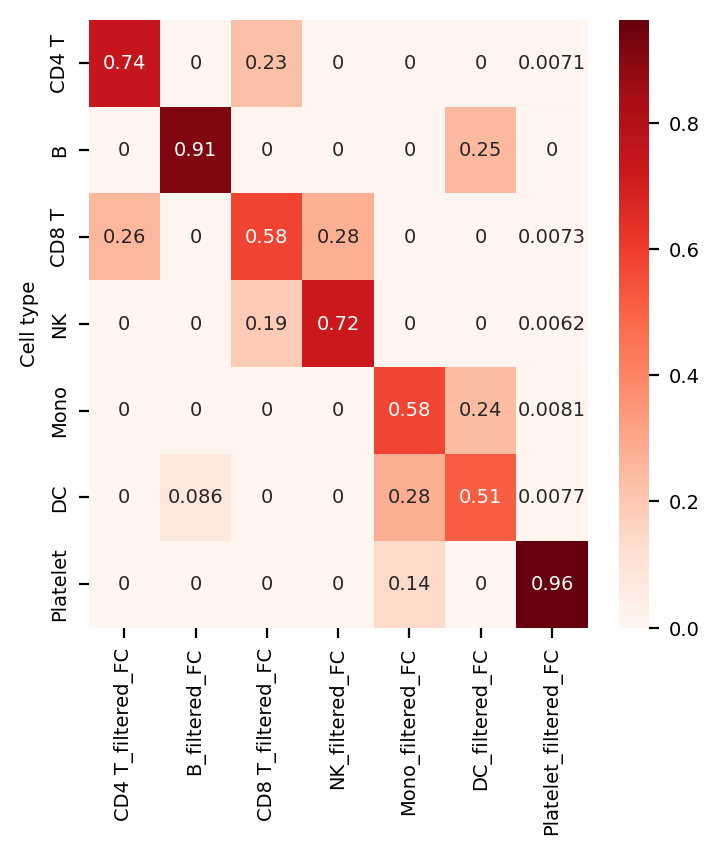 CD4 T 0.74 0 0.23 0 0 0 0.0071
B 0 0.91 0 0 0 0.25 0
CD8 T 0.26 0 0.58 0.28 0 0 0.0073
NK 0 0 0.19 0.72 0 0 0.0062
Mono 0 0 0 0 0.58 0.24 0.0081
DC 0 0.086 0 0 0.28 0.51 0.0077
Platelet 0 0 0 0 0.14 0 0.96
Cell type
CD4 T_filtered_FC
B_filtered_FC
CD8 T_filtered_FC
NK_filtered_FC
Mono_filtered_FC
DC_filtered_FC
Platelet_filtered_FC
0.8
0.6
0.4
0.2
0.0